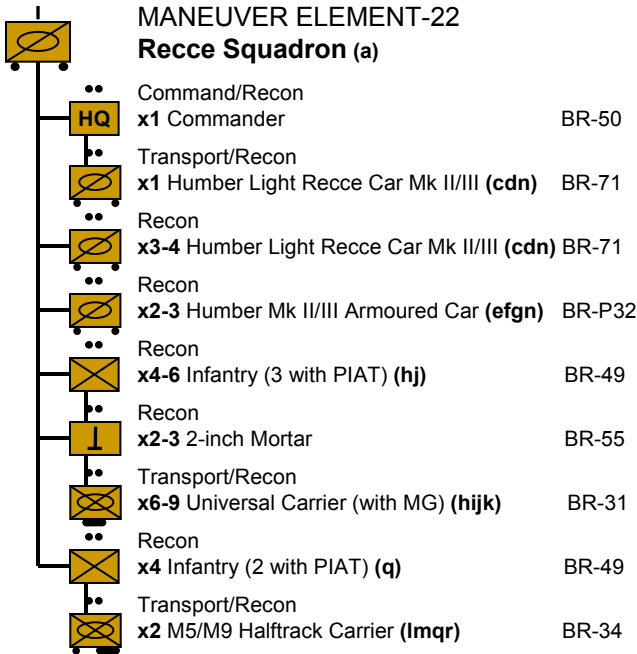 MANEUVER ELEMENT-22
Recce Squadron (a)
Command/Recon
HQ x1 Commander BR-50
Transport/Recon
x1 Humber Light Recce Car Mk II/III (cdn) BR-71
Recon
x3-4 Humber Light Recce Car Mk II/III (cdn) BR-71
Recon
x2-3 Humber Mk II/III Armoured Car (efgn) BR-P32
Recon
x4-6 Infantry (3 with PIAT) (hj) BR-49
Recon
x2-3 2-inch Mortar BR-55
Transport/Recon
x6-9 Universal Carrier (with MG) (hijk) BR-31
Recon
x4 Infantry (2 with PIAT) (q) BR-49
Transport/Recon
x2 M5/M9 Halftrack Carrier (lmqr) BR-34